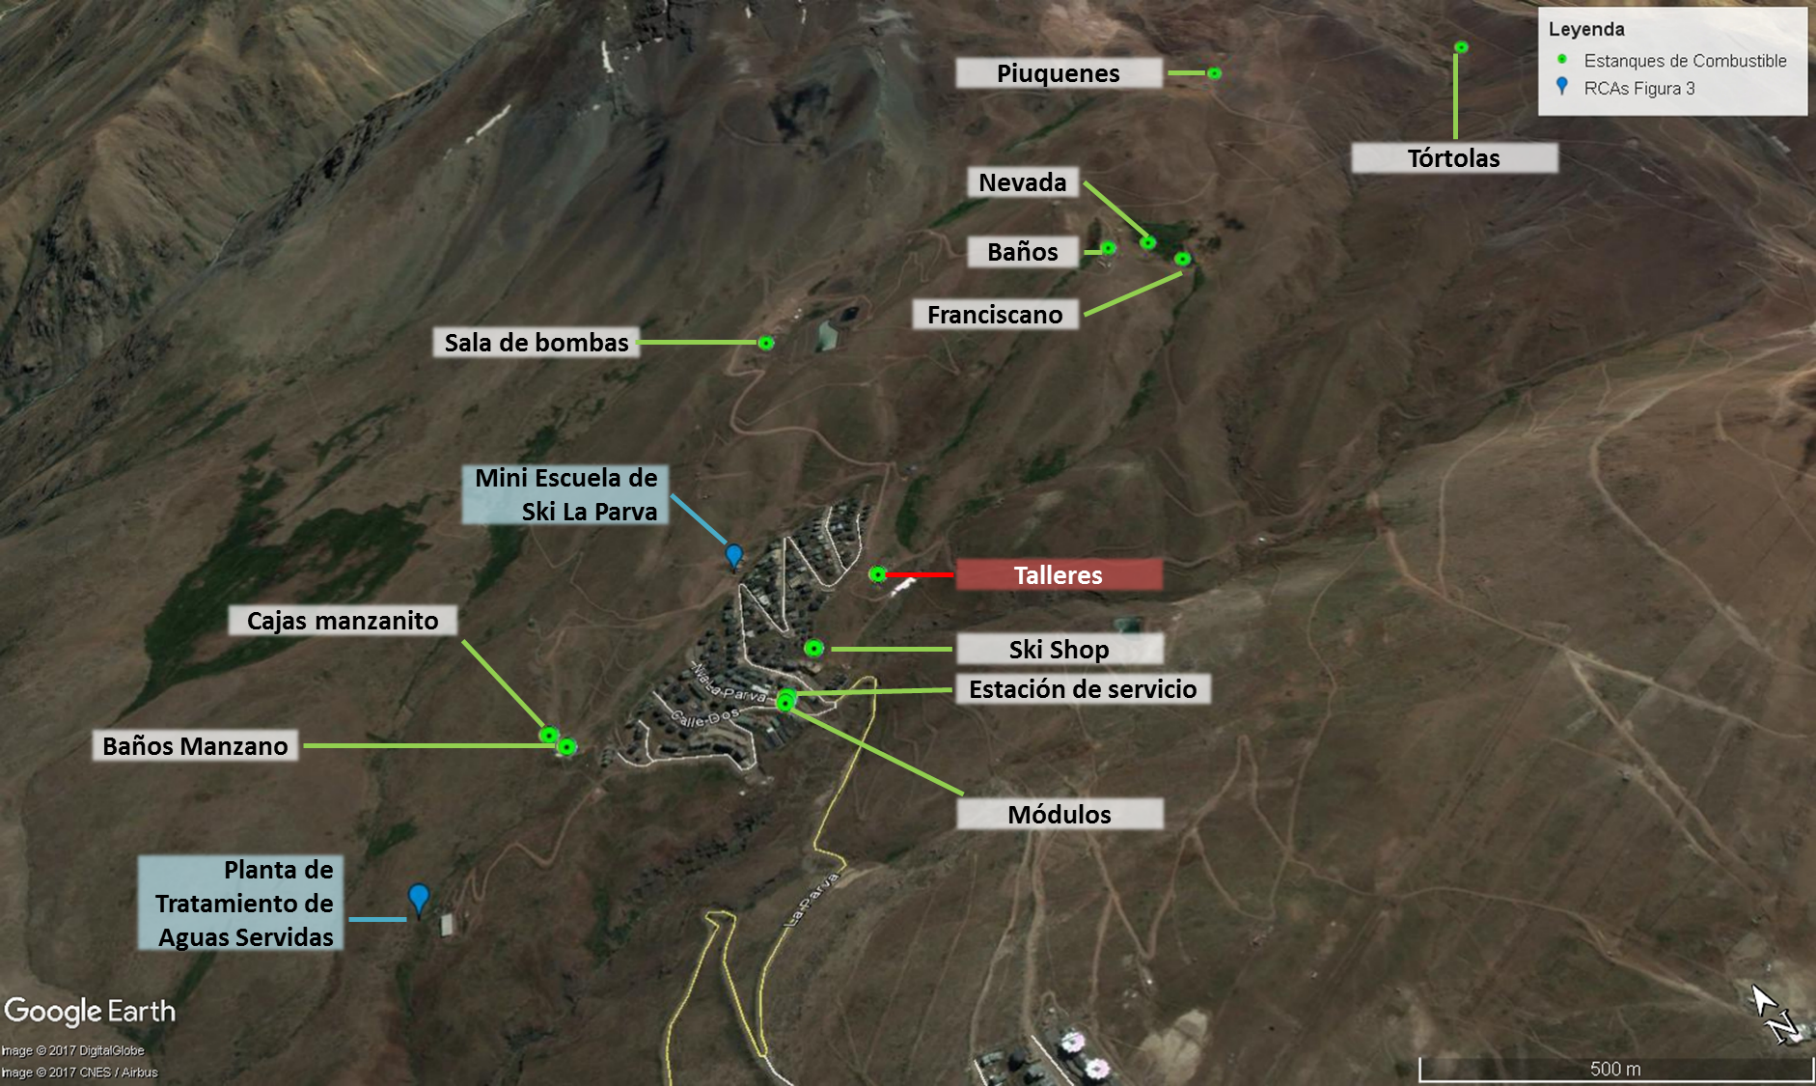 Leyenda
Estanques de Combustible
RCAs Figura 3
Piuquenes
Tórtolas
Nevada
Baños
Franciscano
Sala de bombas
Mini Escuela de
Ski La Parva
Talleres
Cajas manzanito
Ski Shop
Estación de servicio
La Parva
Calle Dos
Baños Manzano
Módulos
Planta de
Tratamiento de
Aguas Servidas
La Parva
Google Earth
Image © 2017 DigitalGlobe
Image © 2017 CNES / Airbus
N
500 m